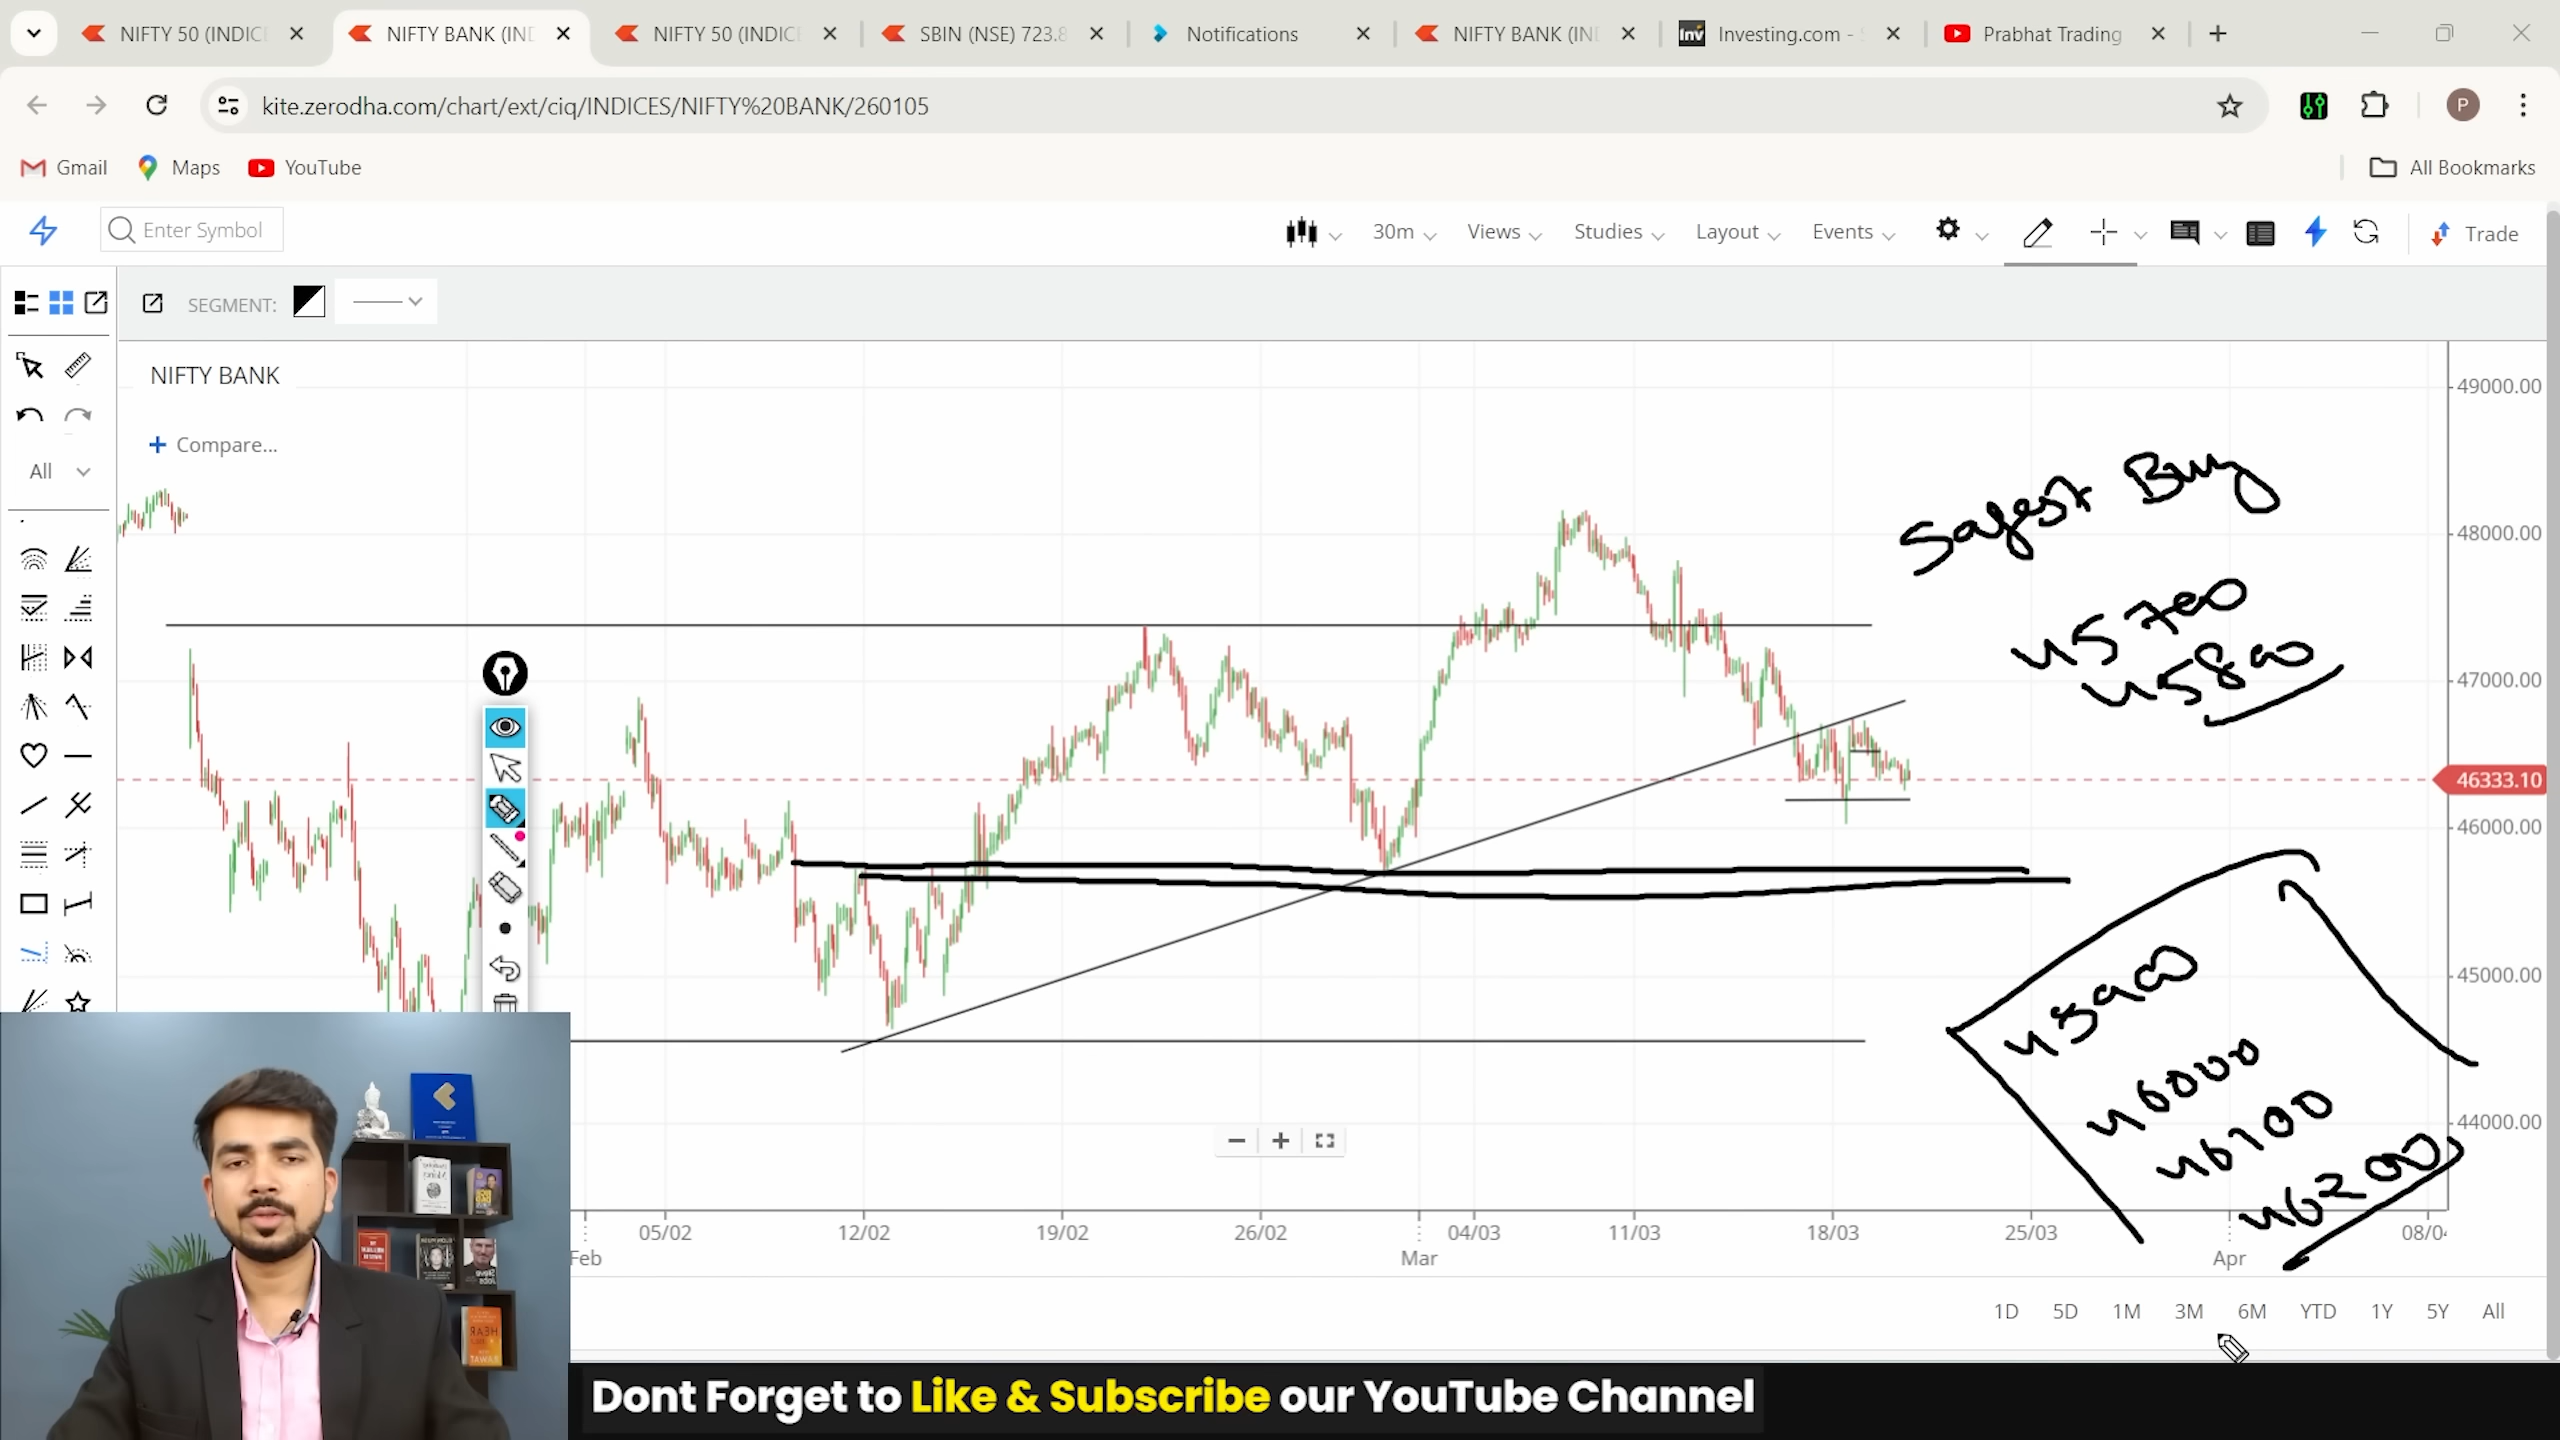 NIFTY 50 (INDIC
NIFTY BANK (IND
NIFTY 50 (INDIC
SBIN (NSE) 723.8
Notifications
NIFTY BANK (IN
Inv
Investing.com -
Prabhat Trading
kite.zerodha.com/chart/ext/ciq/INDICES/NIFTY%20BANK/260105
P
Gmail
Maps
YouTube
All Bookmarks
Enter Symbol
30m
Views
Studies
Layout
Events
Trade
SEGMENT:
NIFTY BANK
Compare...
All
49000.00
48000.00
47000.00
46333.10
46000.00
45000.00
44000.00
Safest Buy
45700
45800
45900
46000
46100
46200
05/02
12/02
19/02
26/02
04/03
11/03
18/03
25/03
08/0
Feb
Mar
Apr
1D
5D
1M
3M
6M
YTD
1Y
5Y
All
Dont Forget to Like & Subscribe our YouTube Channel